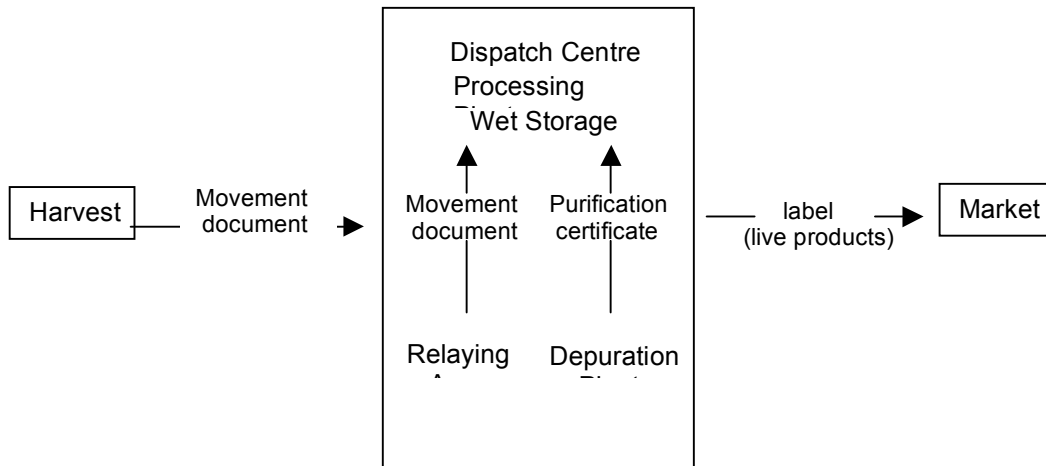 Dispatch Centre
Processing
Wet Storage
Harvest
Movement
document
Movement
document
Purification
certificate
label
(live products)
Market
Relaying
Depuration